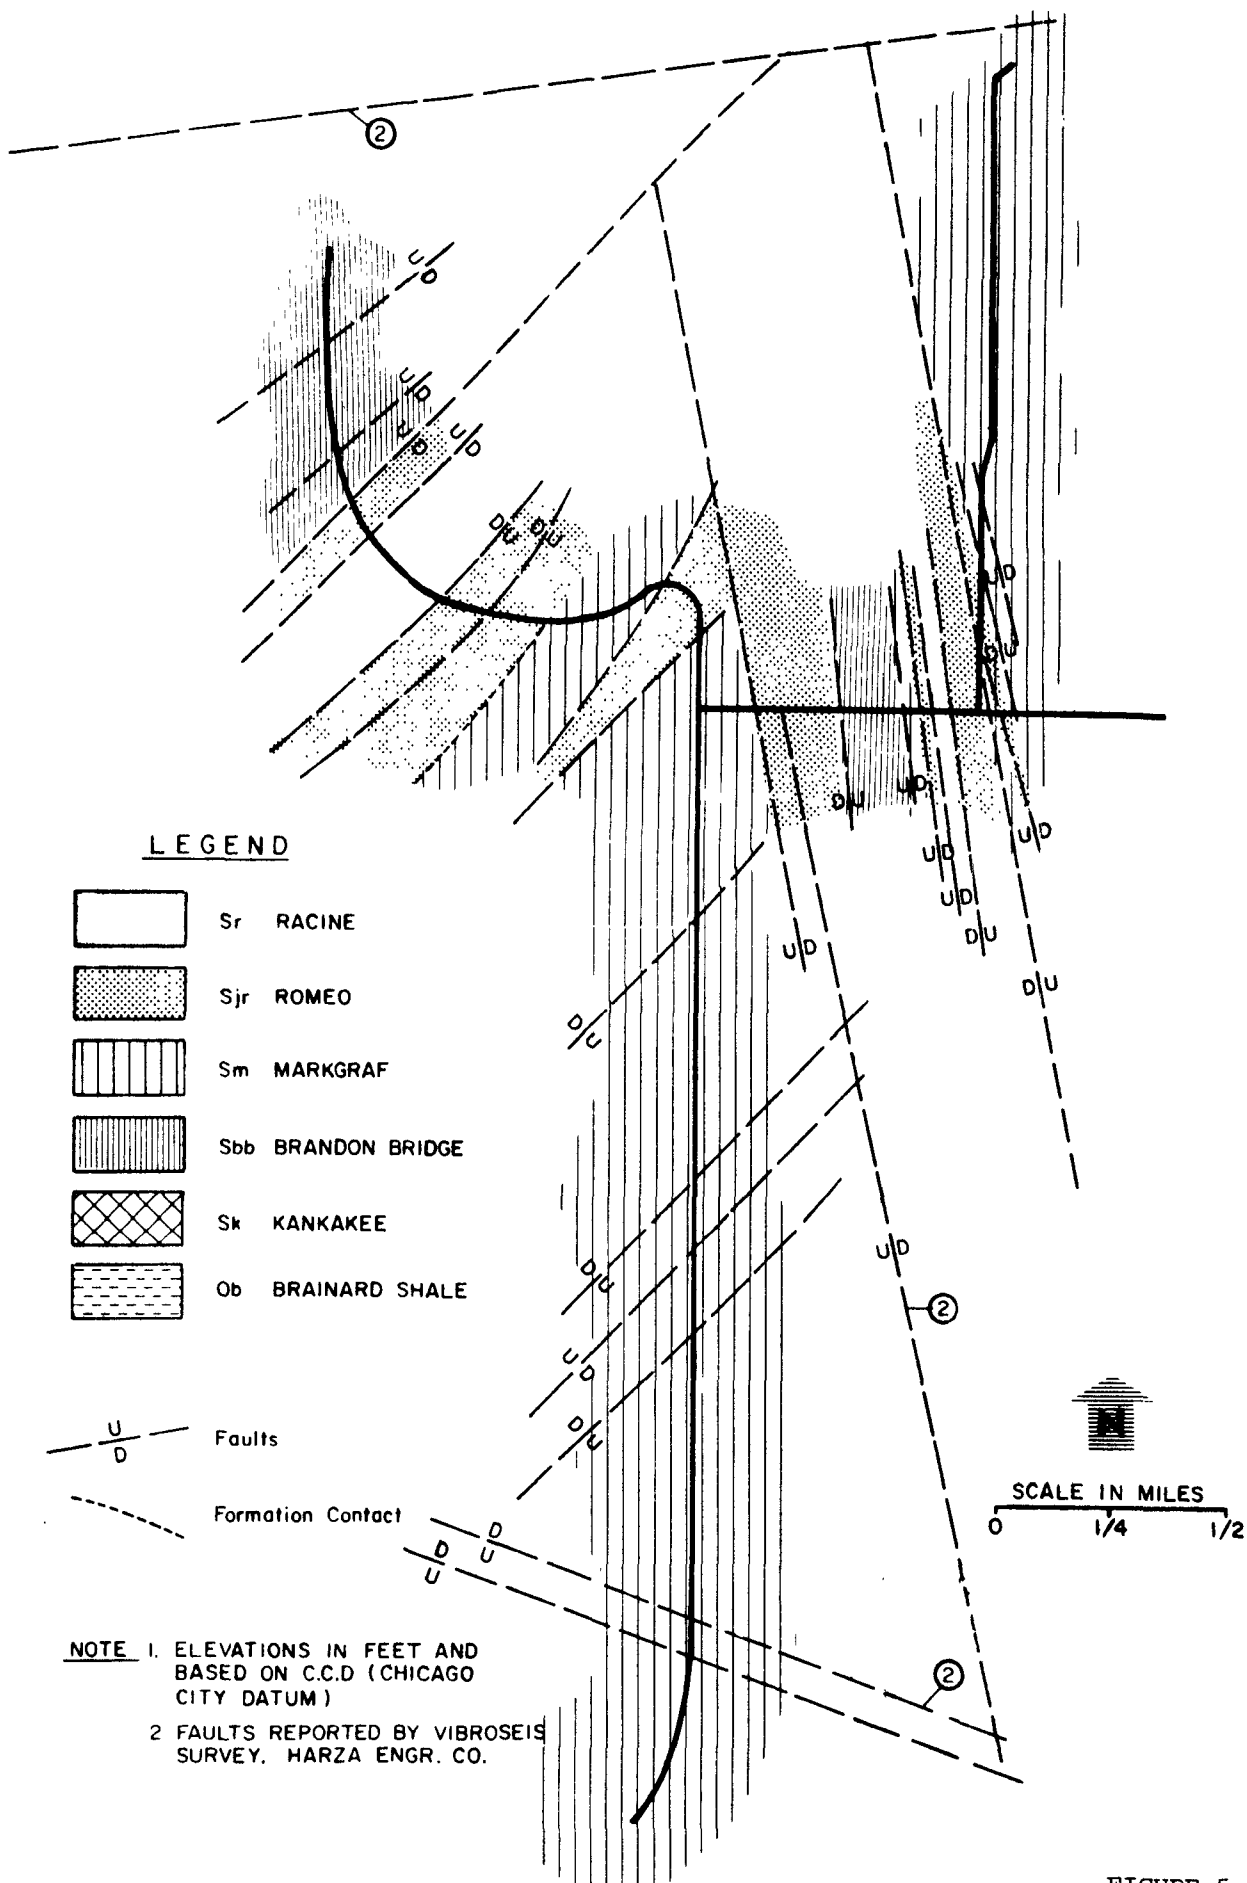 2
U
D
U
D
U
D
U
D
D
U
D
U
U D
D U
D U
U D
U D
U D
U D
D U
U D
D U
D
U
LEGEND
Sr RACINE
Sjr ROMEO
Sm MARKGRAF
Sbb BRANDON BRIDGE
Sk KANKAKEE
Ob BRAINARD SHALE
D
U
U D
2
U
D
D
U
U
D
Faults
Formation Contact
D
U
D
U
N
SCALE IN MILES
0 1/4 1/2
NOTE 1. ELEVATIONS IN FEET AND
BASED ON C.C.D (CHICAGO
CITY DATUM)
2 FAULTS REPORTED BY VIBROSEIS
SURVEY. HARZA ENGR. CO.
2
FIGURE 5